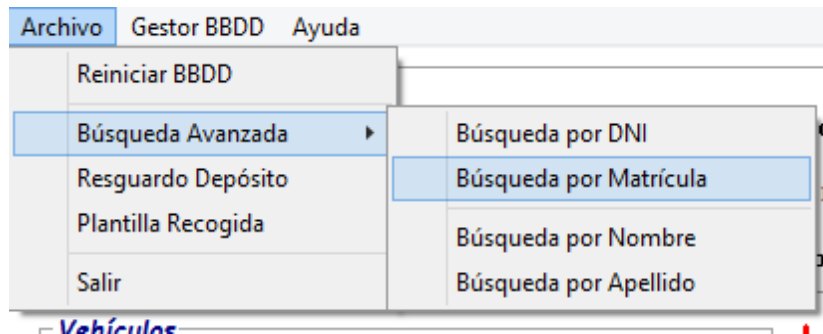 Archivo Gestor BBDD Ayuda
Reiniciar BBDD
Búsqueda Avanzada
Resguardo Depósito
Plantilla Recogida
Salir
Búsqueda por DNI
Búsqueda por Matrícula
Búsqueda por Nombre
Búsqueda por Apellido
Vehículos